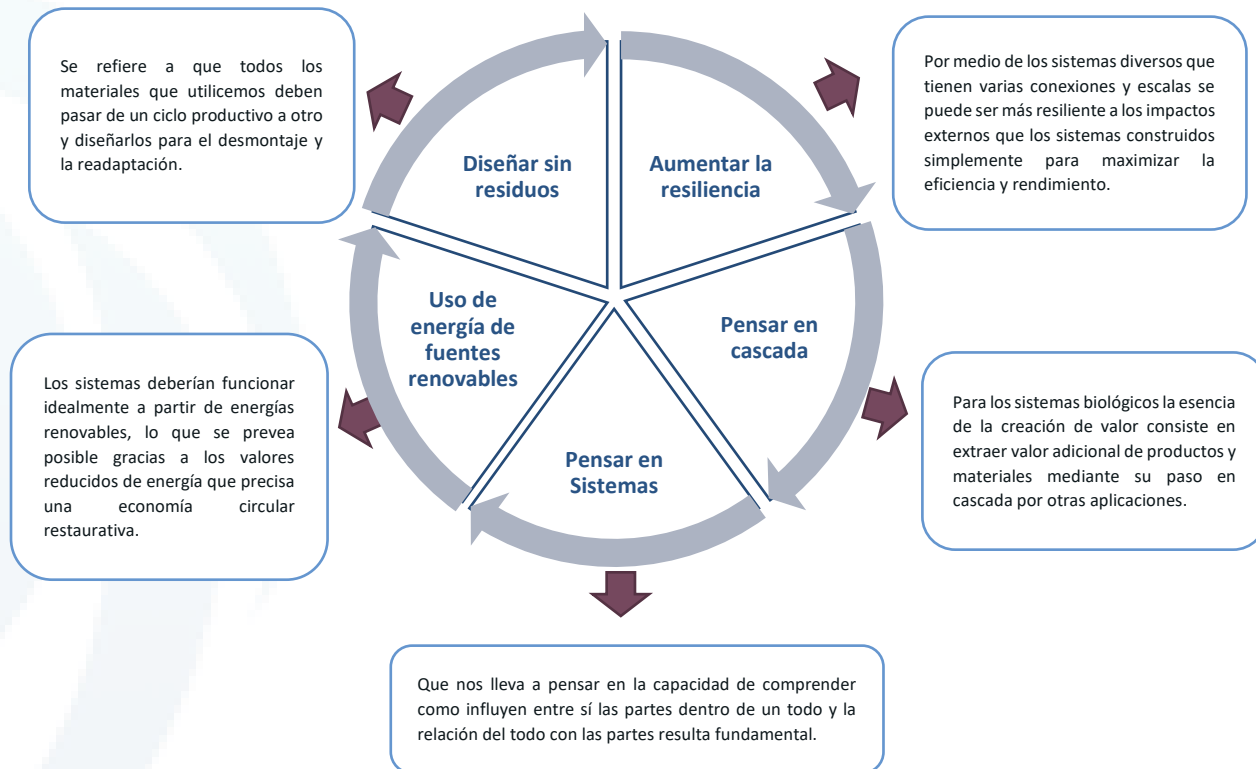 Se refiere a que todos los
materiales que utilicemos deben
pasar de un ciclo productivo a otro
y diseñarlos para el desmontaje y
la readaptación.
Diseñar sin
residuos
Aumentar la
resiliencia
Por medio de los sistemas diversos que
tienen varias conexiones y escalas se
puede ser más resiliente a los impactos
externos que los sistemas construidos
simplemente para maximizar la
eficiencia y rendimiento.
Uso de
energía de
fuentes
renovables
Pensar en
cascada
Los sistemas deberían funcionar
idealmente a partir de energías
renovables, lo que se prevea
posible gracias a los valores
reducidos de energía que precisa
una economía circular
restaurativa.
Pensar en
Sistemas
Para los sistemas biológicos la esencia
de la creación de valor consiste en
extraer valor adicional de productos y
materiales mediante su paso en
cascada por otras aplicaciones.
Que nos lleva a pensar en la capacidad de comprender
como influyen entre sí las partes dentro de un todo y la
relación del todo con las partes resulta fundamental.